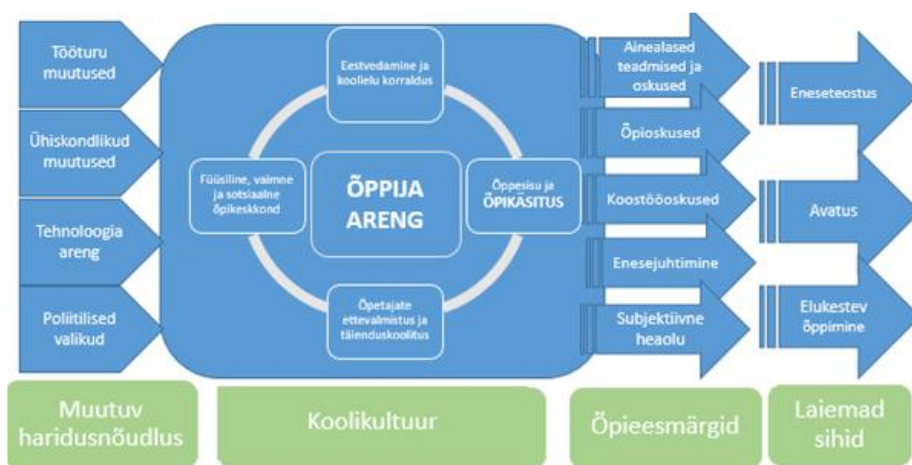 Tööturu
muutused
Ühiskondlikud
muutused
Tehnoloogia
areng
Poliitilised
valikud
Eestvedamine ja
koolielu korraldus
Füüsiline, vaimne
ja sotsiaalne
õpikeskkond
ÕPPIJA
ARENG
Õppesisu ja
ÕPIKÄSITUS
Õpetajate
ettevalmistus ja
täienduskoolitus
Ainealased
teadmised ja
oskused
Õpioskused
Koostööoskused
Enesejuhtimine
Subjektiivne
heaolu
Eneseteostus
Avatus
Elukestev
õppimine
Muutuv
haridusnõudlus
Koolikultuur
Õpieesmärgid
Laiemad
sihid